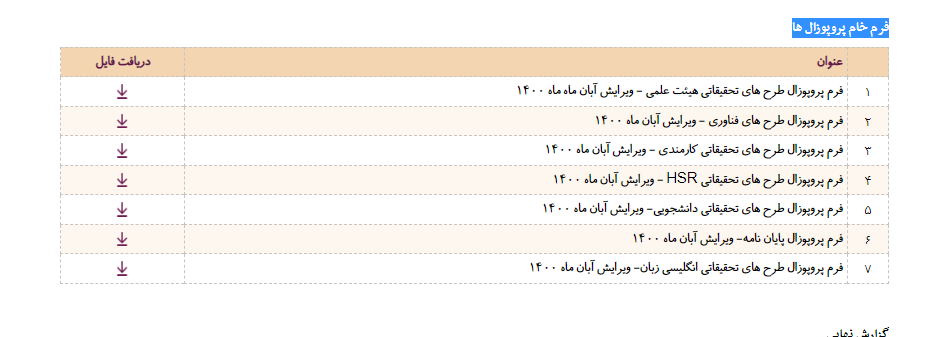 فرم خام پروپوزال ها
عنوان دریافت فایل
۱ فرم پروپوزال طرح های تحقیقاتی هیئت علمی - ویرایش آبان ماه ماه ۱۴۰۰
۲ فرم پروپوزال طرح های فناوری - ویرایش آبان ماه ۱۴۰۰
۳ فرم پروپوزال طرح های تحقیقاتی کارمندی - ویرایش آبان ماه ۱۴۰۰
۴ فرم پروپوزال طرح های تحقیقاتی HSR - ویرایش آبان ماه ۱۴۰۰
۵ فرم پروپوزال طرح های تحقیقاتی دانشجویی- ویرایش آبان ماه ۱۴۰۰
۶ فرم پروپوزال پایان نامه- ویرایش آبان ماه ۱۴۰۰
۷ فرم پروپوزال طرح های تحقیقاتی انگلیسی زبان- ویرایش آبان ماه ۱۴۰۰
گزارش نهایی